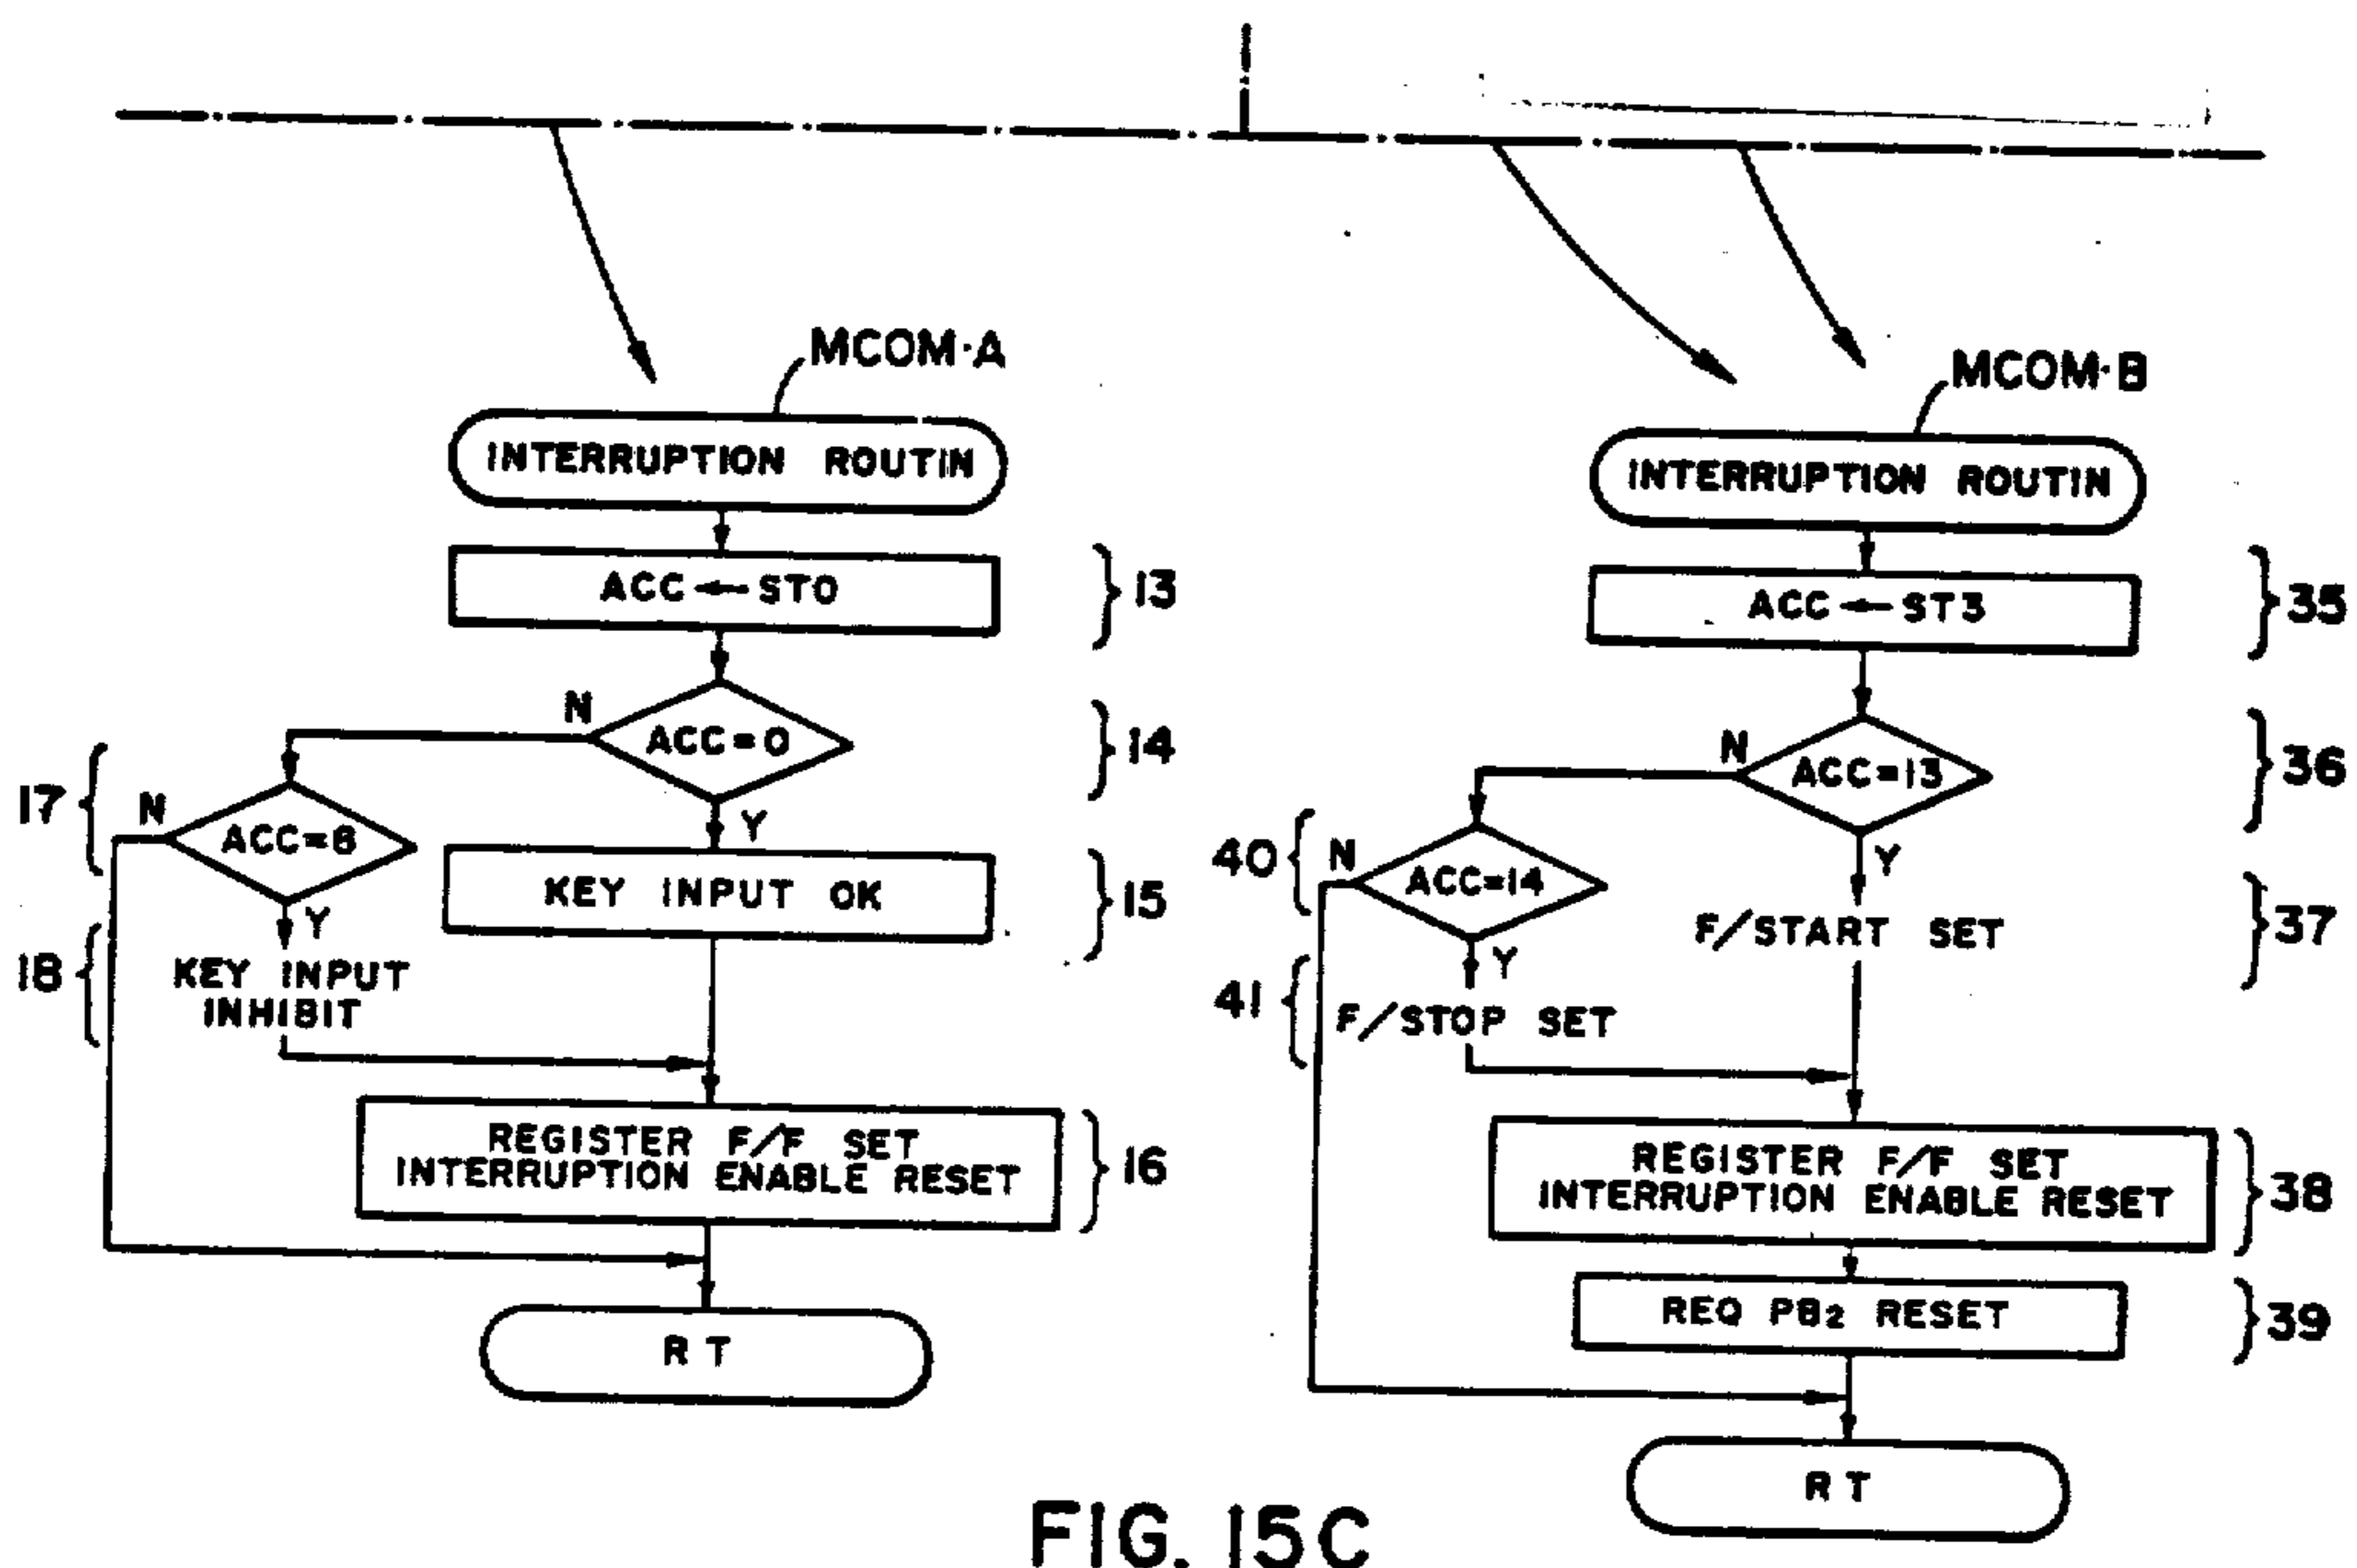 MCOM·A
INTERRUPTION ROUTIN
ACC ← ST0
13
N
ACC=0
14
Y
17
N
KEY INPUT OK
15
Y
18
KEY INPUT
INHIBIT
REGISTER F/F SET
INTERRUPTION ENABLE RESET
16
RT
MCOM·B
INTERRUPTION ROUTIN
ACC ← ST3
35
N
ACC=13
36
Y
40
N
ACC=14
F/START SET
37
Y
41
F/STOP SET
REGISTER F/F SET
INTERRUPTION ENABLE RESET
38
REQ PB2 RESET
39
RT
FIG. 15C